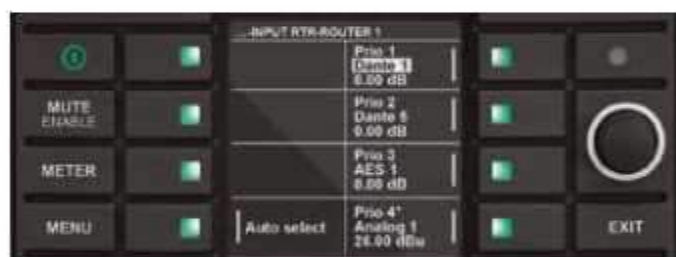 ...-INPUT RTR-ROUTER 1
Prio 1
Dante 1
0.00 dB
MUTE
ENABLE
Prio 2
Dante 5
0.00 dB
METER
Prio 3
AES 1
0.00 dB
MENU
Auto select
Prio 4*
Analog 1
26.00 dBu
EXIT